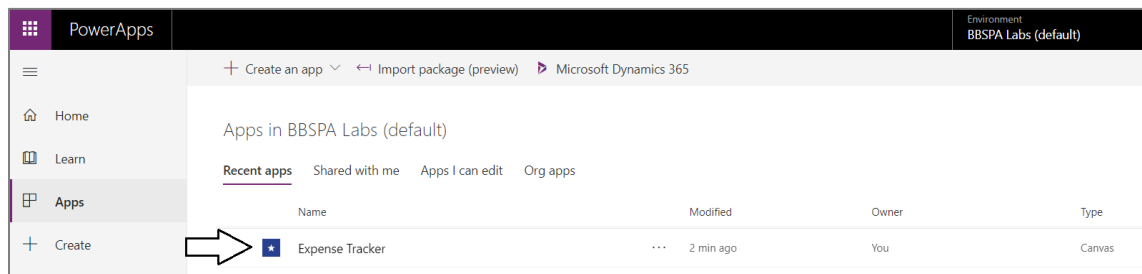 PowerApps
Environment
BBSPA Labs (default)
Create an app
Import package (preview)
Microsoft Dynamics 365
Home
Learn
Apps
Create
Apps in BBSPA Labs (default)
Recent apps Shared with me Apps I can edit Org apps
Name Modified Owner Type
Expense Tracker ... 2 min ago You Canvas